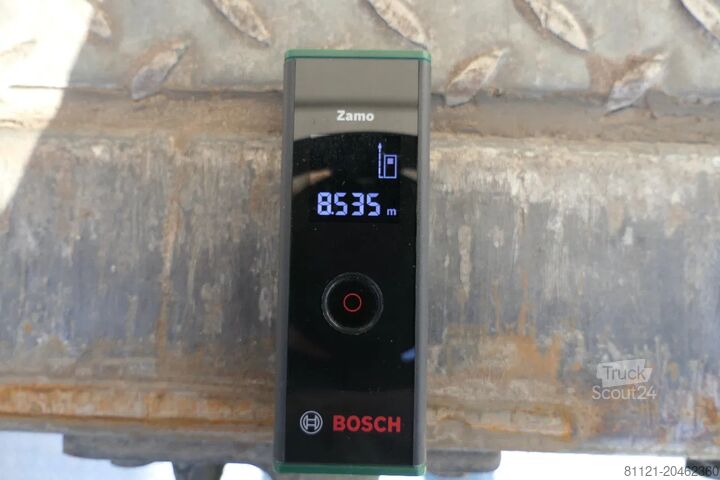 Zamo
8.535 m
BOSCH
Truck
Scout24
81121-20462360